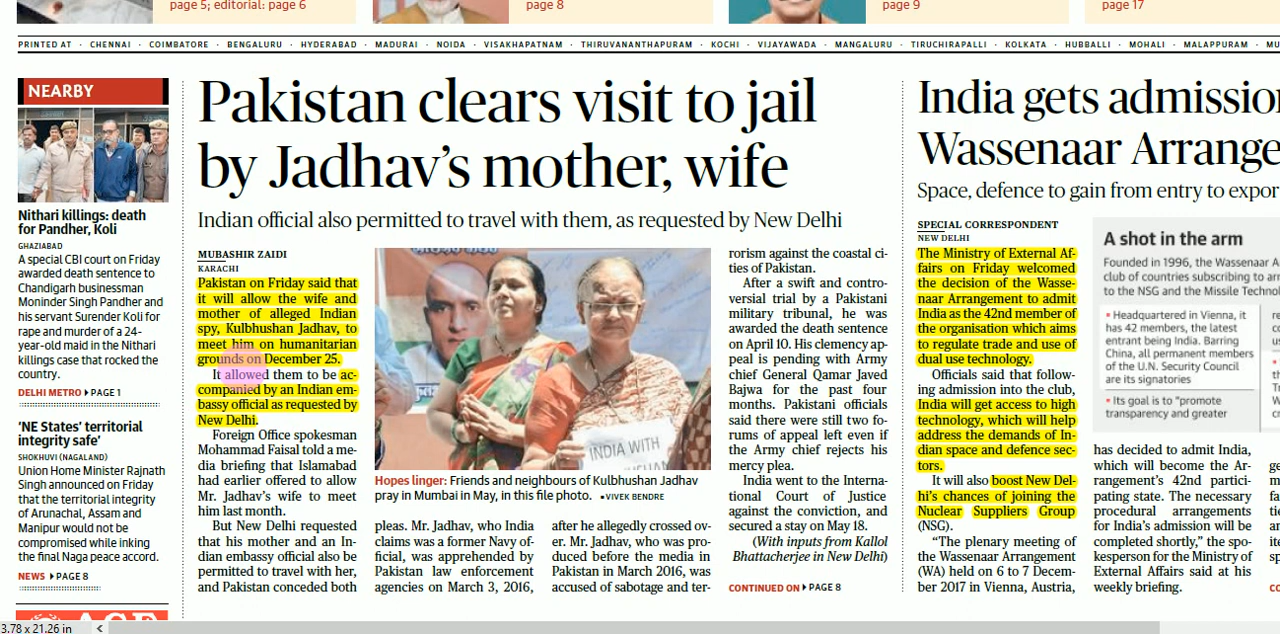 page 5; editorial: page 6
page 8
page 9
page 17
PRINTED AT · CHENNAI · COIMBATORE · BENGALURU · HYDERABAD · MADURAI · NOIDA · VISAKHAPATNAM · THIRUVANANTHAPURAM · KOCHI · VIJAYAWADA · MANGALURU · TIRUCHIRAPALLI · KOLKATA · HUBBALLI · MOHALI · MALAPPURAM · MU
NEARBY
Nithari killings: death
for Pandher, Koli
GHAZIABAD
A special CBI court on Friday
awarded death sentence to
Chandigarh businessman
Moninder Singh Pandher and
his servant Surender Koli for
rape and murder of a 24-
year-old maid in the Nithari
killings case that rocked the
country.
DELHI METRO PAGE 1
'NE States' territorial
integrity safe'
SHOKHUVI (NAGALAND)
Union Home Minister Rajnath
Singh announced on Friday
that the territorial integrity
of Arunachal, Assam and
Manipur would not be
compromised while inking
the final Naga peace accord.
NEWS PAGE 8
Pakistan clears visit to jail
by Jadhav's mother, wife
Indian official also permitted to travel with them, as requested by New Delhi
MUBASHIR ZAIDI
KARACHI
Pakistan on Friday said that
it will allow the wife and
mother of alleged Indian
spy, Kulbhushan Jadhav, to
meet him on humanitarian
grounds on December 25.
It allowed them to be ac-
companied by an Indian em-
bassy official as requested by
New Delhi.
Foreign Office spokesman
Mohammad Faisal told a me-
dia briefing that Islamabad
had earlier offered to allow
Mr. Jadhav's wife to meet
him last month.
But New Delhi requested
that his mother and an In-
dian embassy official also be
permitted to travel with her,
and Pakistan conceded both
INDIA WITH
Hopes linger: Friends and neighbours of Kulbhushan Jadhav
pray in Mumbai in May, in this file photo. • VIVEK BENDRE
pleas. Mr. Jadhav, who India
claims was a former Navy of-
ficial, was apprehended by
Pakistan law enforcement
agencies on March 3, 2016,
after he allegedly crossed ov-
er. Mr. Jadhav, who was pro-
duced before the media in
Pakistan in March 2016, was
accused of sabotage and ter-
rorism against the coastal ci-
ties of Pakistan.
After a swift and contro-
versial trial by a Pakistani
military tribunal, he was
awarded the death sentence
on April 10. His clemency ap-
peal is pending with Army
chief General Qamar Javed
Bajwa for the past four
months. Pakistani officials
said there were still two fo-
rums of appeal left even if
the Army chief rejects his
mercy plea.
India went to the Interna-
tional Court of Justice
against the conviction, and
secured a stay on May 18.
(With inputs from Kallol
Bhattacherjee in New Delhi)
CONTINUED ON PAGE 8
India gets admission
Wassenaar Arrange
Space, defence to gain from entry to expor
SPECIAL CORRESPONDENT
NEW DELHI
The Ministry of External Af-
fairs on Friday welcomed
the decision of the Wasse-
naar Arrangement to admit
India as the 42nd member of
the organisation which aims
to regulate trade and use of
dual use technology.
Officials said that follow-
ing admission into the club,
India will get access to high
technology, which will help
address the demands of In-
dian space and defence sec-
tors.
It will also boost New Del-
hi's chances of joining the
Nuclear Suppliers Group
(NSG).
"The plenary meeting of
the Wassenaar Arrangement
(WA) held on 6 to 7 Decem-
ber 2017 in Vienna, Austria,
A shot in the arm
Founded in 1996, the Wassenaar A
club of countries subscribing to ar
to the NSG and the Missile Technol
• Headquartered in Vienna, it
has 42 members, the latest
entrant being India. Barring
China, all permanent members
of the U.N. Security Council
are its signatories
• Its goal is to "promote
transparency and greater
has decided to admit India,
which will become the Ar-
rangement's 42nd partici-
pating state. The necessary
procedural arrangements
for India's admission will be
completed shortly," the spo-
kesperson for the Ministry of
External Affairs said at his
weekly briefing.
3.78 x 21.26 in